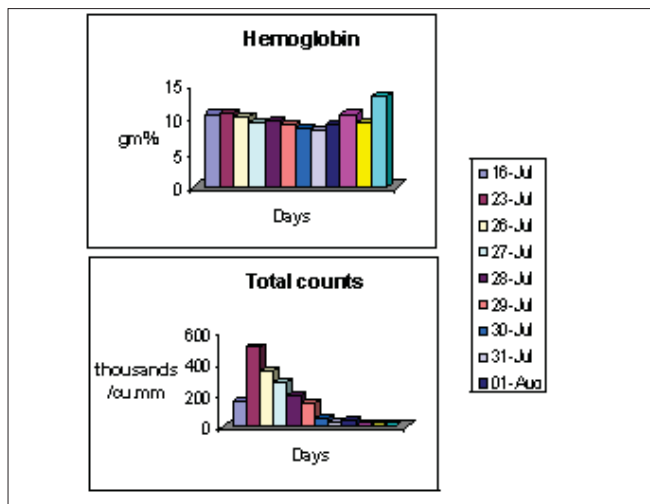 Hemoglobin
15
10
gm%
5
0
Days
Total counts
600
400
thousands
/cu.mm
200
0
Days
16-Jul
23-Jul
26-Jul
27-Jul
28-Jul
29-Jul
30-Jul
31-Jul
01-Aug